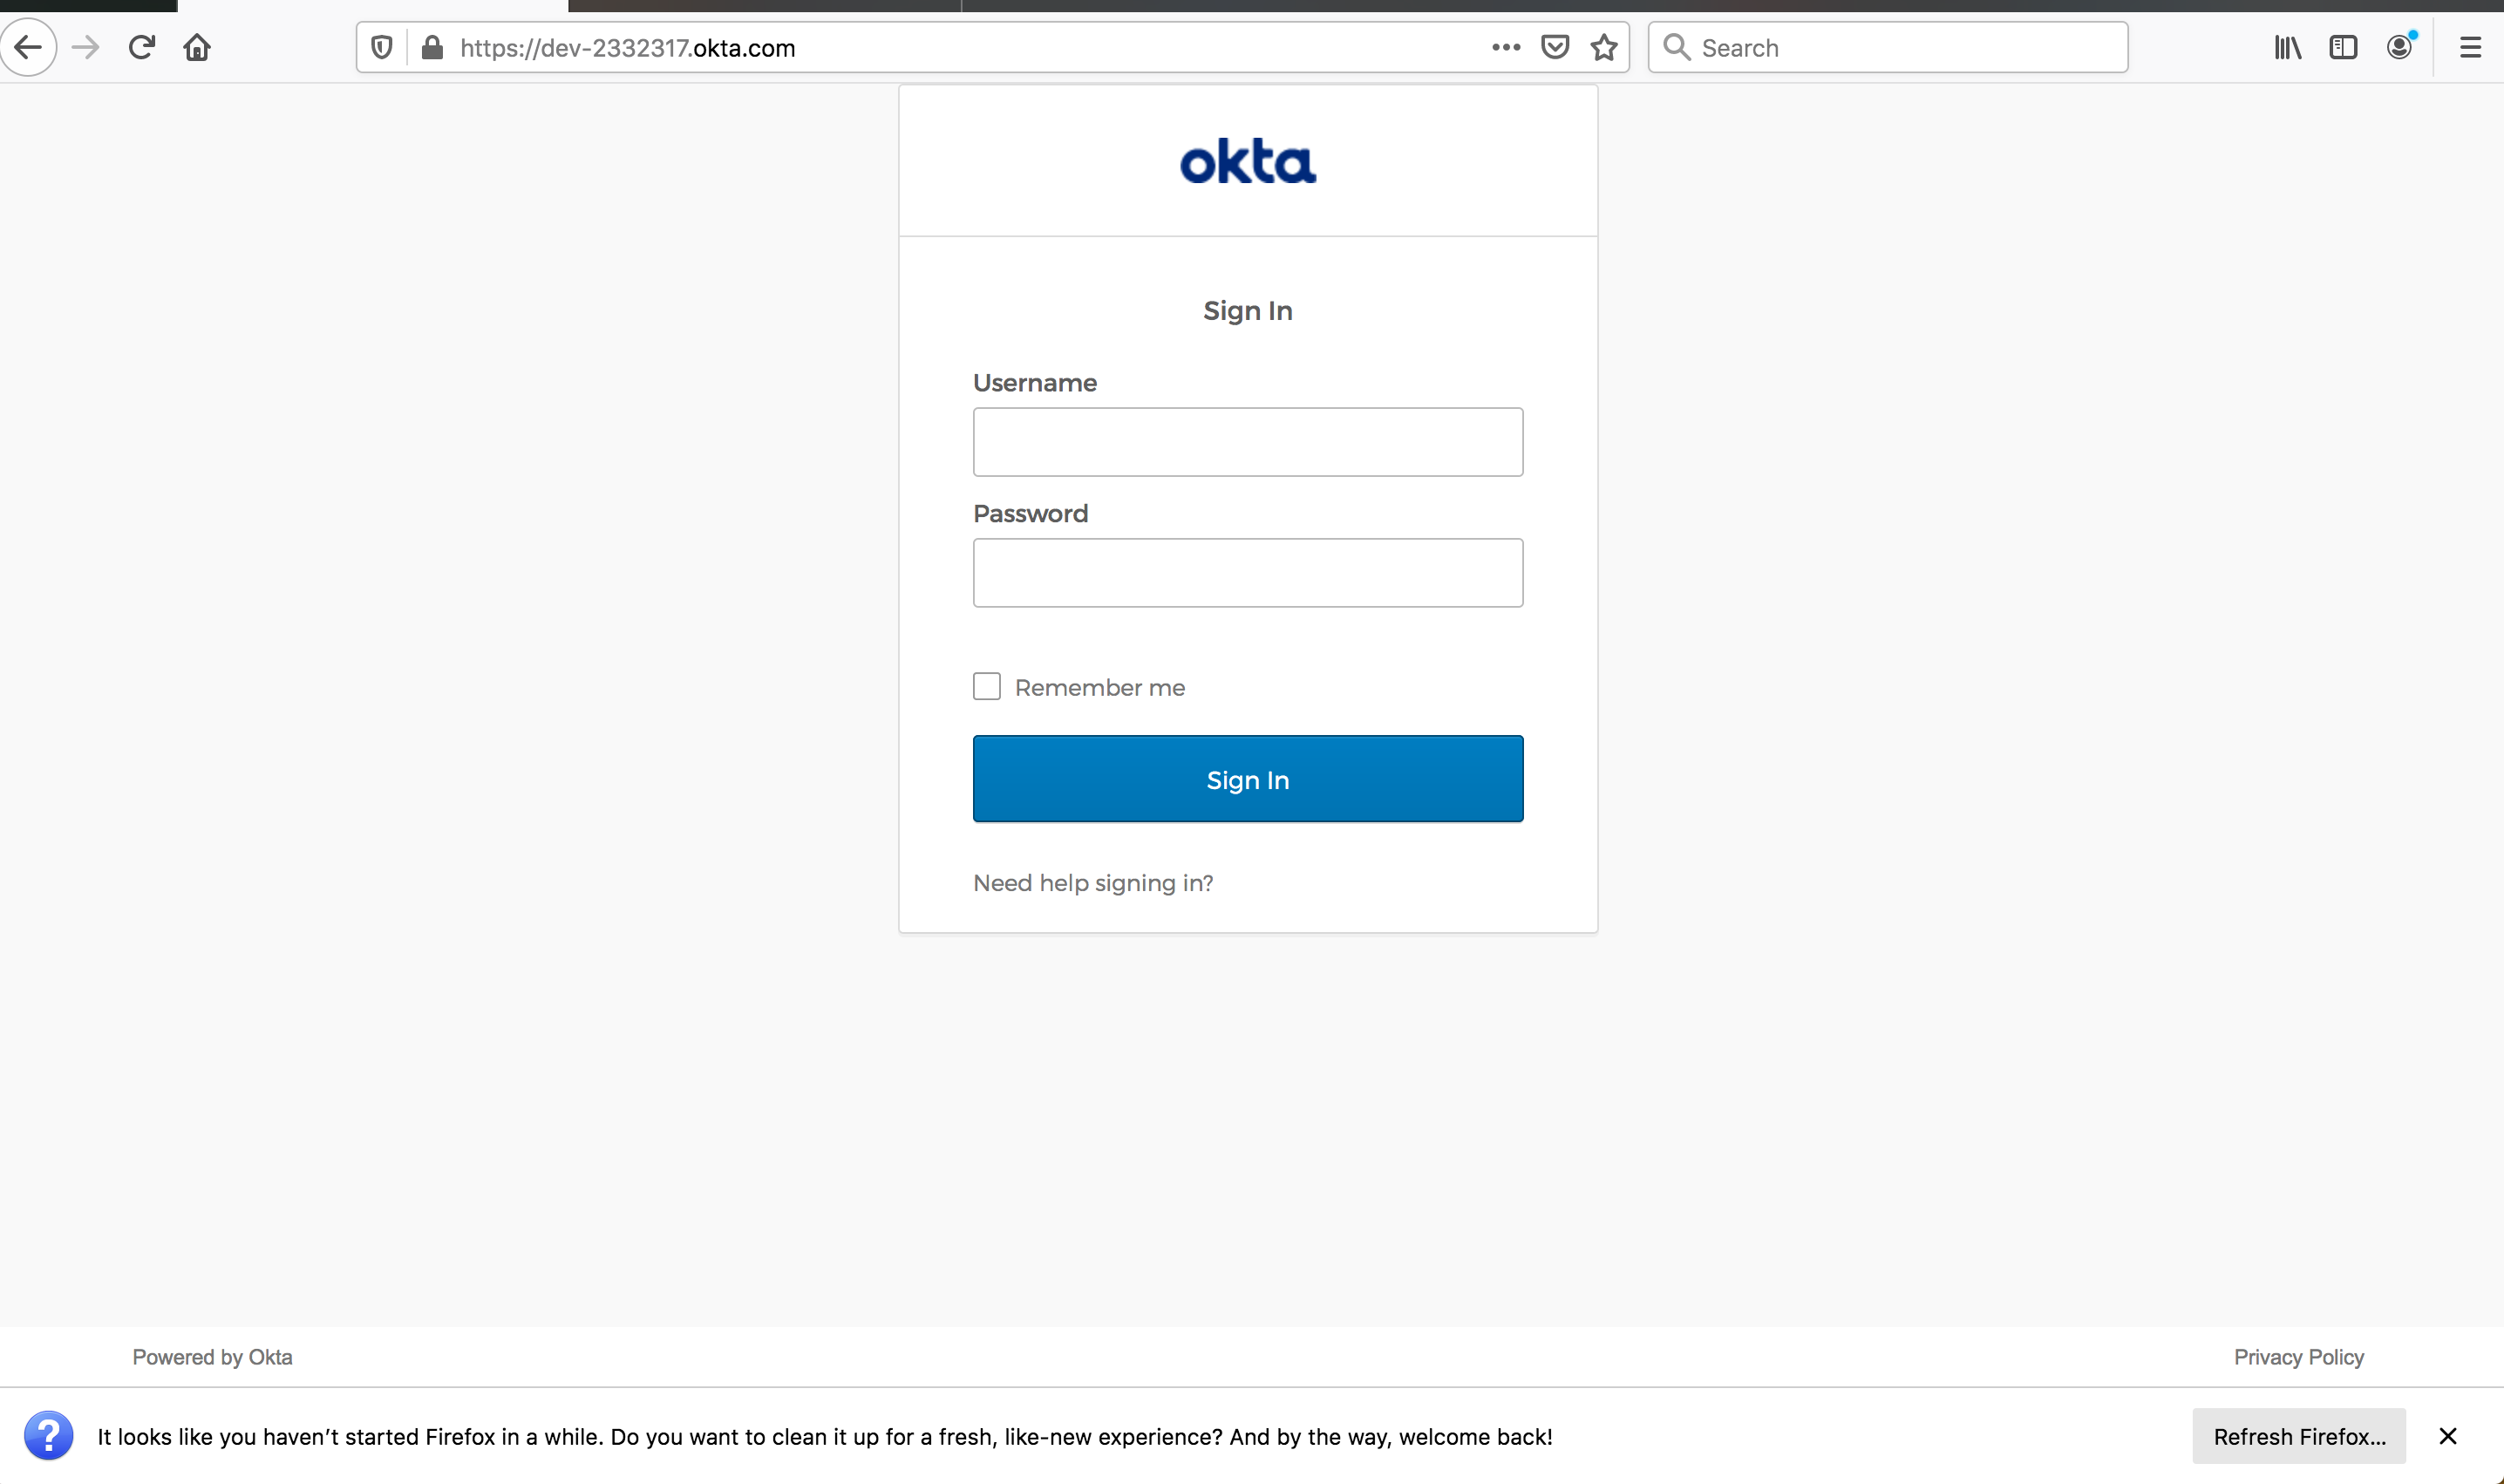 https://dev-2332317.okta.com
Search
okta
Sign In
Username
Password
Remember me
Sign In
Need help signing in?
Powered by Okta
Privacy Policy
It looks like you haven’t started Firefox in a while. Do you want to clean it up for a fresh, like-new experience? And by the way, welcome back!
Refresh Firefox...